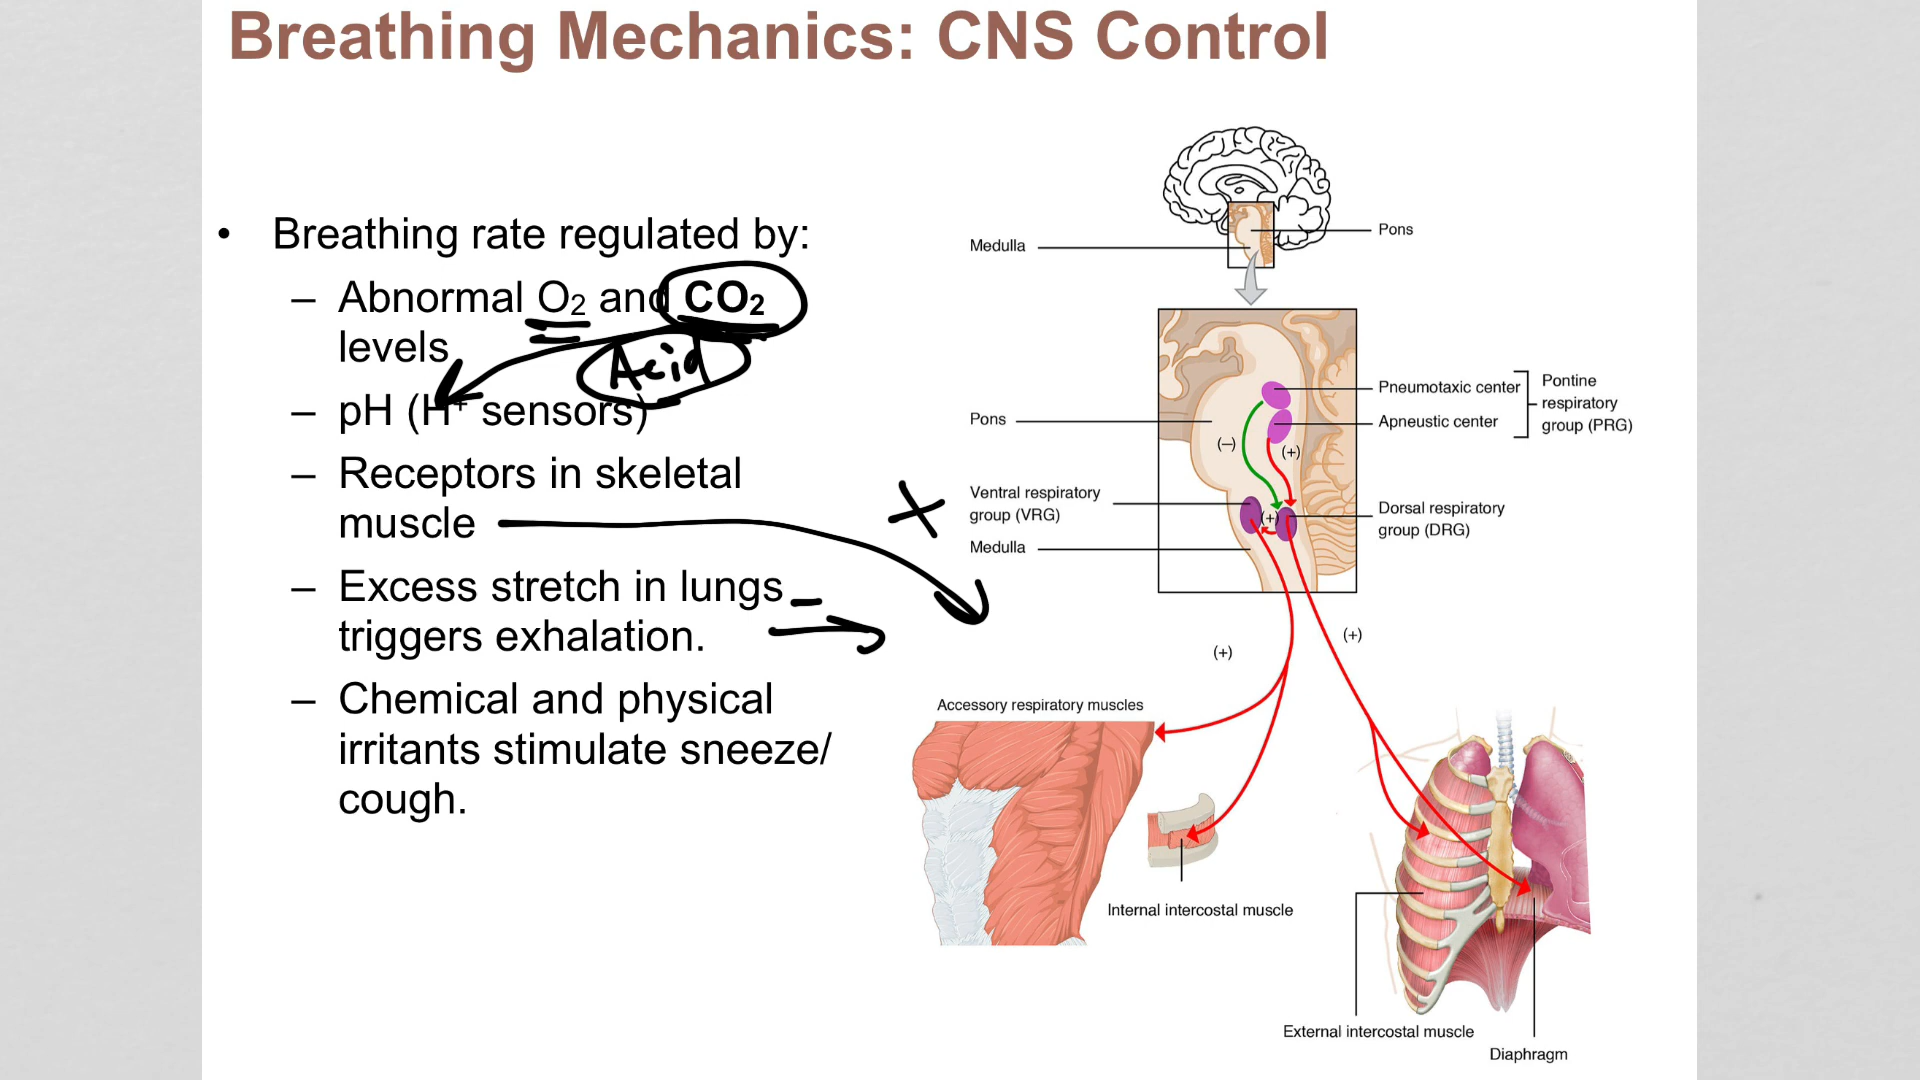 Breathing Mechanics: CNS Control
• Breathing rate regulated by:
– Abnormal O₂ and CO₂
levels
Acid
– pH (H⁺ sensors)
– Receptors in skeletal
muscle
– Excess stretch in lungs
triggers exhalation.
– Chemical and physical
irritants stimulate sneeze/
cough.
Medulla
Pons
Pneumotaxic center
Apneustic center
Pontine
respiratory
group (PRG)
Pons
(–)
(+)
Ventral respiratory
group (VRG)
(+)
Dorsal respiratory
group (DRG)
Medulla
(+)
(+)
Accessory respiratory muscles
Internal intercostal muscle
External intercostal muscle
Diaphragm